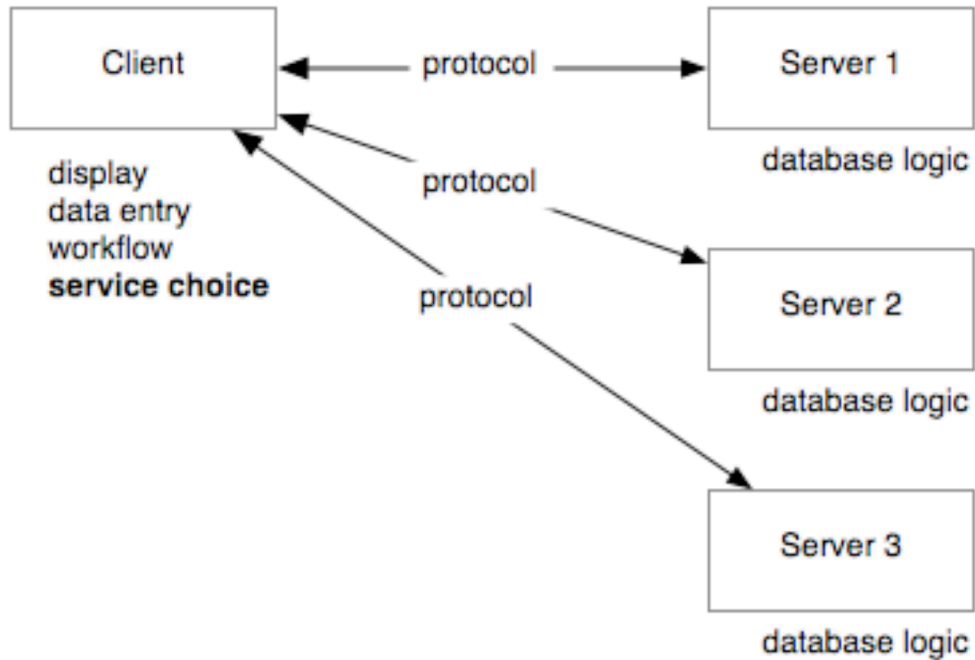 Client
protocol
Server 1
database logic
display
data entry
workflow
service choice
protocol
Server 2
database logic
protocol
Server 3
database logic